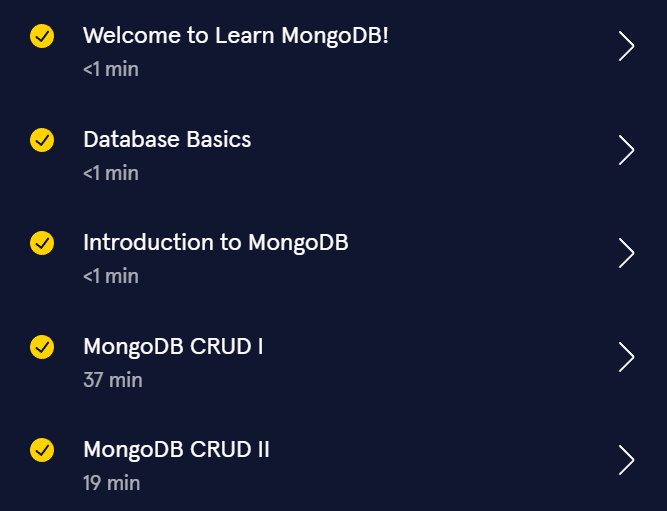 Welcome to Learn MongoDB!
<1 min
Database Basics
<1 min
Introduction to MongoDB
<1 min
MongoDB CRUD I
37 min
MongoDB CRUD II
19 min